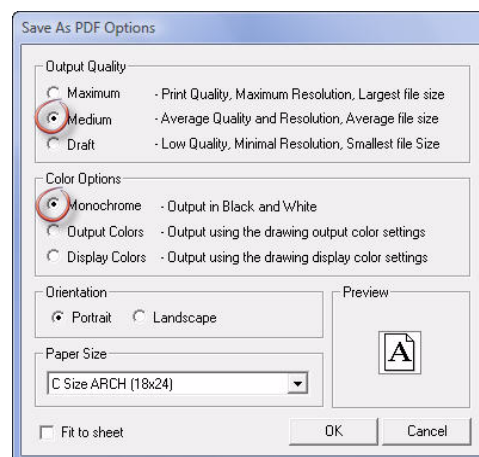 Save As PDF Options
Output Quality
Maximum - Print Quality, Maximum Resolution, Largest file size
Medium - Average Quality and Resolution, Average file size
Draft - Low Quality, Minimal Resolution, Smallest file Size
Color Options
Monochrome - Output in Black and White
Output Colors - Output using the drawing output color settings
Display Colors - Output using the drawing display color settings
Orientation
Portrait Landscape
Preview
A
Paper Size
C Size ARCH (18x24)
Fit to sheet
OK Cancel